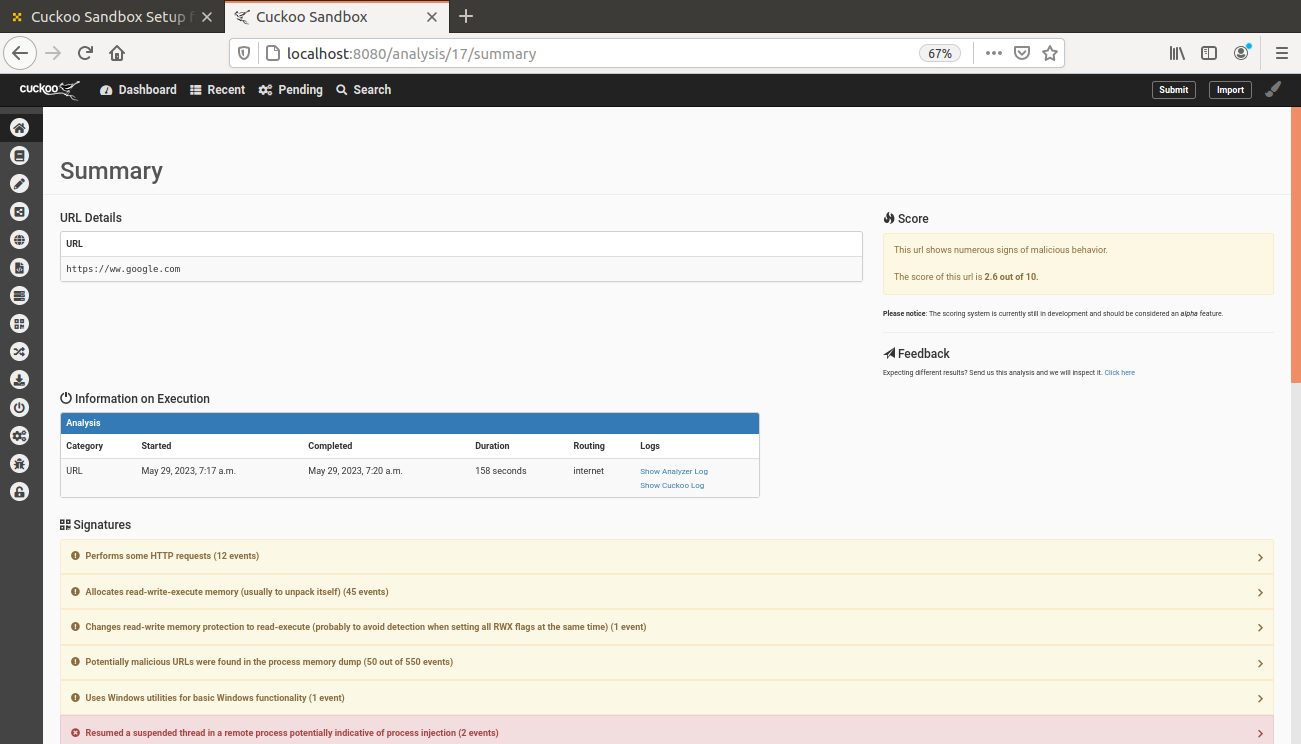 Cuckoo Sandbox Setup f
Cuckoo Sandbox
localhost:8080/analysis/17/summary
67%
cuckoo
Dashboard
Recent
Pending
Search
Submit
Import
Summary
URL Details
URL
https://ww.google.com
Score
This url shows numerous signs of malicious behavior.
The score of this url is 2.6 out of 10.
Please notice: The scoring system is currently still in development and should be considered an alpha feature.
Feedback
Expecting different results? Send us this analysis and we will inspect it. Click here
Information on Execution
Analysis
Category Started Completed Duration Routing Logs
URL May 29, 2023, 7:17 a.m. May 29, 2023, 7:20 a.m. 158 seconds internet Show Analyzer Log
Show Cuckoo Log
Signatures
Performs some HTTP requests (12 events)
Allocates read-write-execute memory (usually to unpack itself) (45 events)
Changes read-write memory protection to read-execute (probably to avoid detection when setting all RWX flags at the same time) (1 event)
Potentially malicious URLs were found in the process memory dump (50 out of 550 events)
Uses Windows utilities for basic Windows functionality (1 event)
Resumed a suspended thread in a remote process potentially indicative of process injection (2 events)